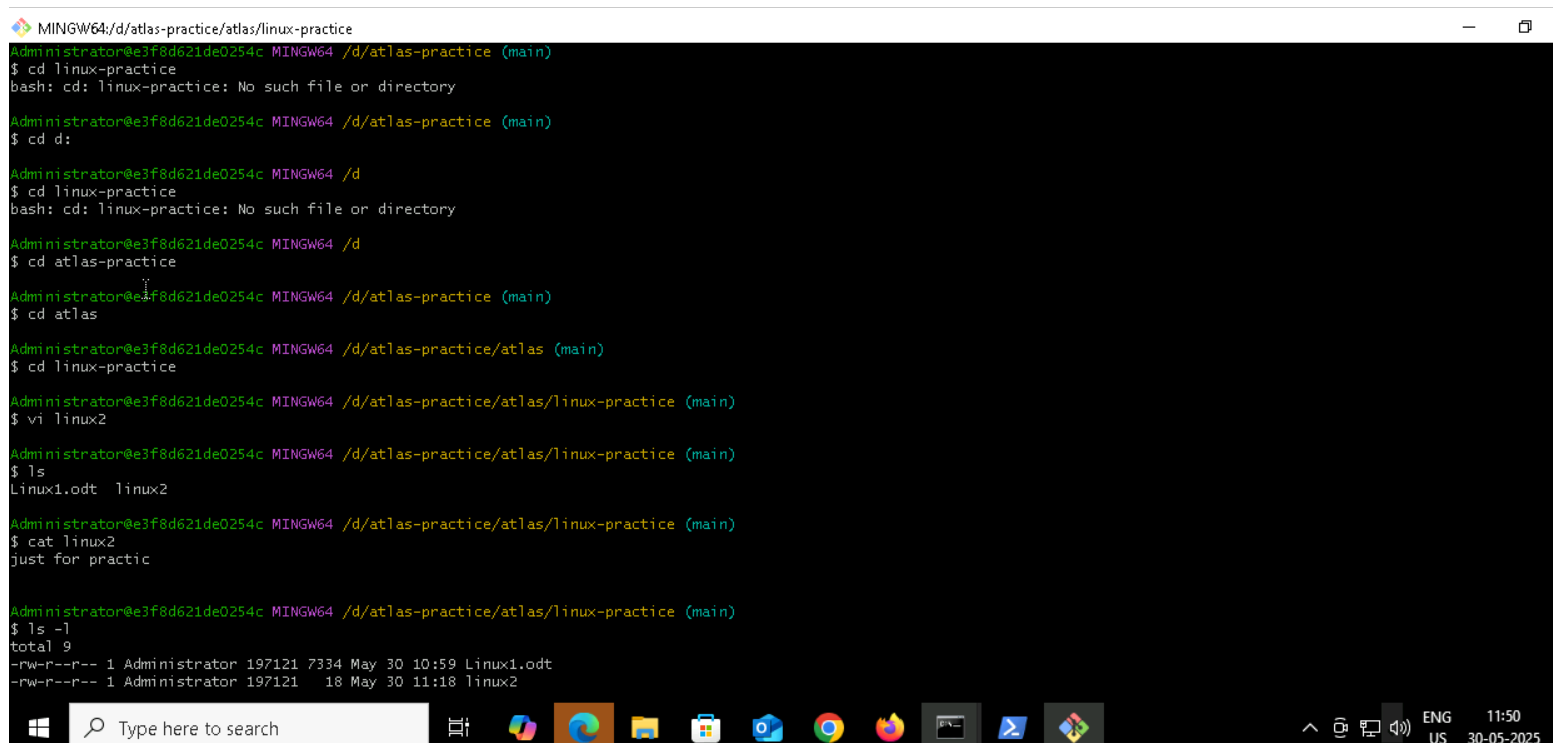 MINGW64:/d/atlas-practice/atlas/linux-practice
Administrator@e3f8d621de0254c MINGW64 /d/atlas-practice (main)
$ cd linux-practice
bash: cd: linux-practice: No such file or directory
Administrator@e3f8d621de0254c MINGW64 /d/atlas-practice (main)
$ cd d:
Administrator@e3f8d621de0254c MINGW64 /d
$ cd linux-practice
bash: cd: linux-practice: No such file or directory
Administrator@e3f8d621de0254c MINGW64 /d
$ cd atlas-practice
Administrator@e3f8d621de0254c MINGW64 /d/atlas-practice (main)
$ cd atlas
Administrator@e3f8d621de0254c MINGW64 /d/atlas-practice/atlas (main)
$ cd linux-practice
Administrator@e3f8d621de0254c MINGW64 /d/atlas-practice/atlas/linux-practice (main)
$ vi linux2
Administrator@e3f8d621de0254c MINGW64 /d/atlas-practice/atlas/linux-practice (main)
$ ls
Linux1.odt  linux2
Administrator@e3f8d621de0254c MINGW64 /d/atlas-practice/atlas/linux-practice (main)
$ cat linux2
just for practic
Administrator@e3f8d621de0254c MINGW64 /d/atlas-practice/atlas/linux-practice (main)
$ ls -l
total 9
-rw-r--r-- 1 Administrator 197121 7334 May 30 10:59 Linux1.odt
-rw-r--r-- 1 Administrator 197121   18 May 30 11:18 linux2
Type here to search
ENG
US
11:50
30-05-2025